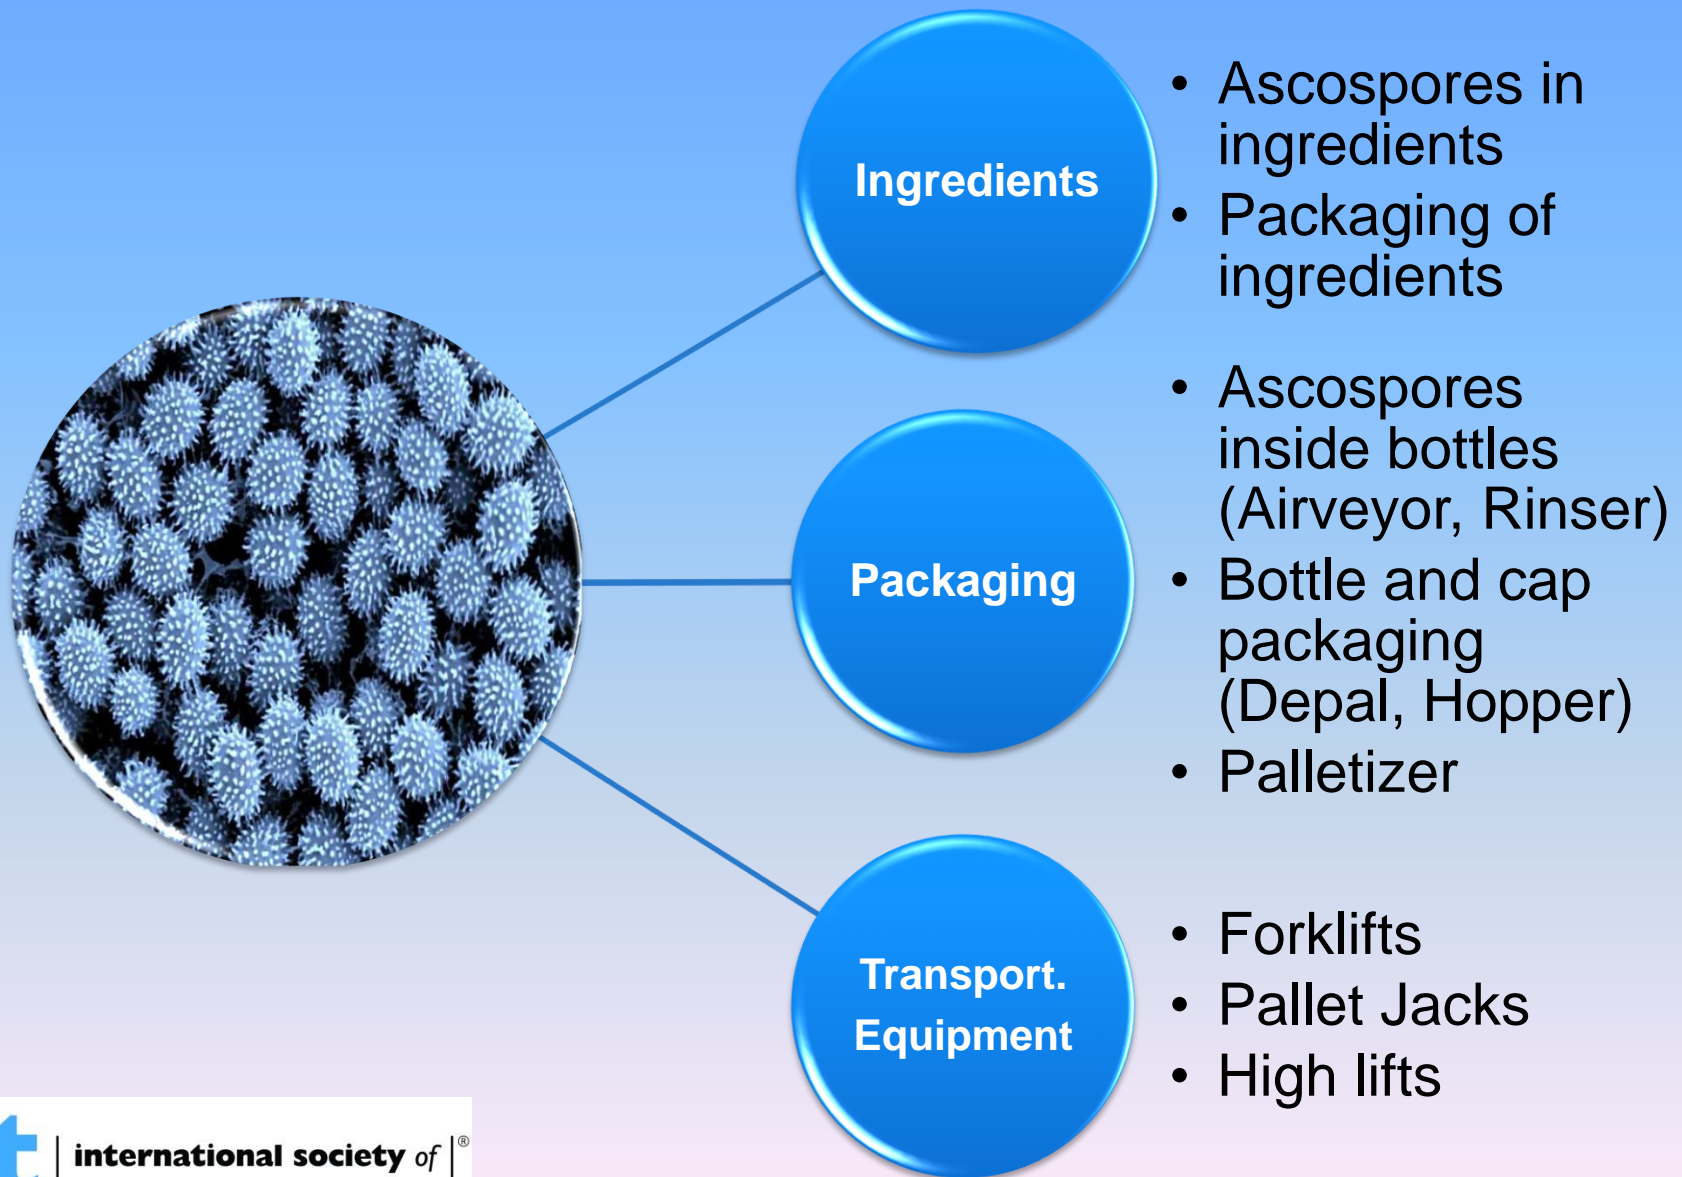 Ingredients
• Ascospores in
ingredients
• Packaging of
ingredients
Packaging
• Ascospores
inside bottles
(Airveyor, Rinser)
• Bottle and cap
packaging
(Depal, Hopper)
• Palletizer
Transport.
Equipment
• Forklifts
• Pallet Jacks
• High lifts
t | international society of |®